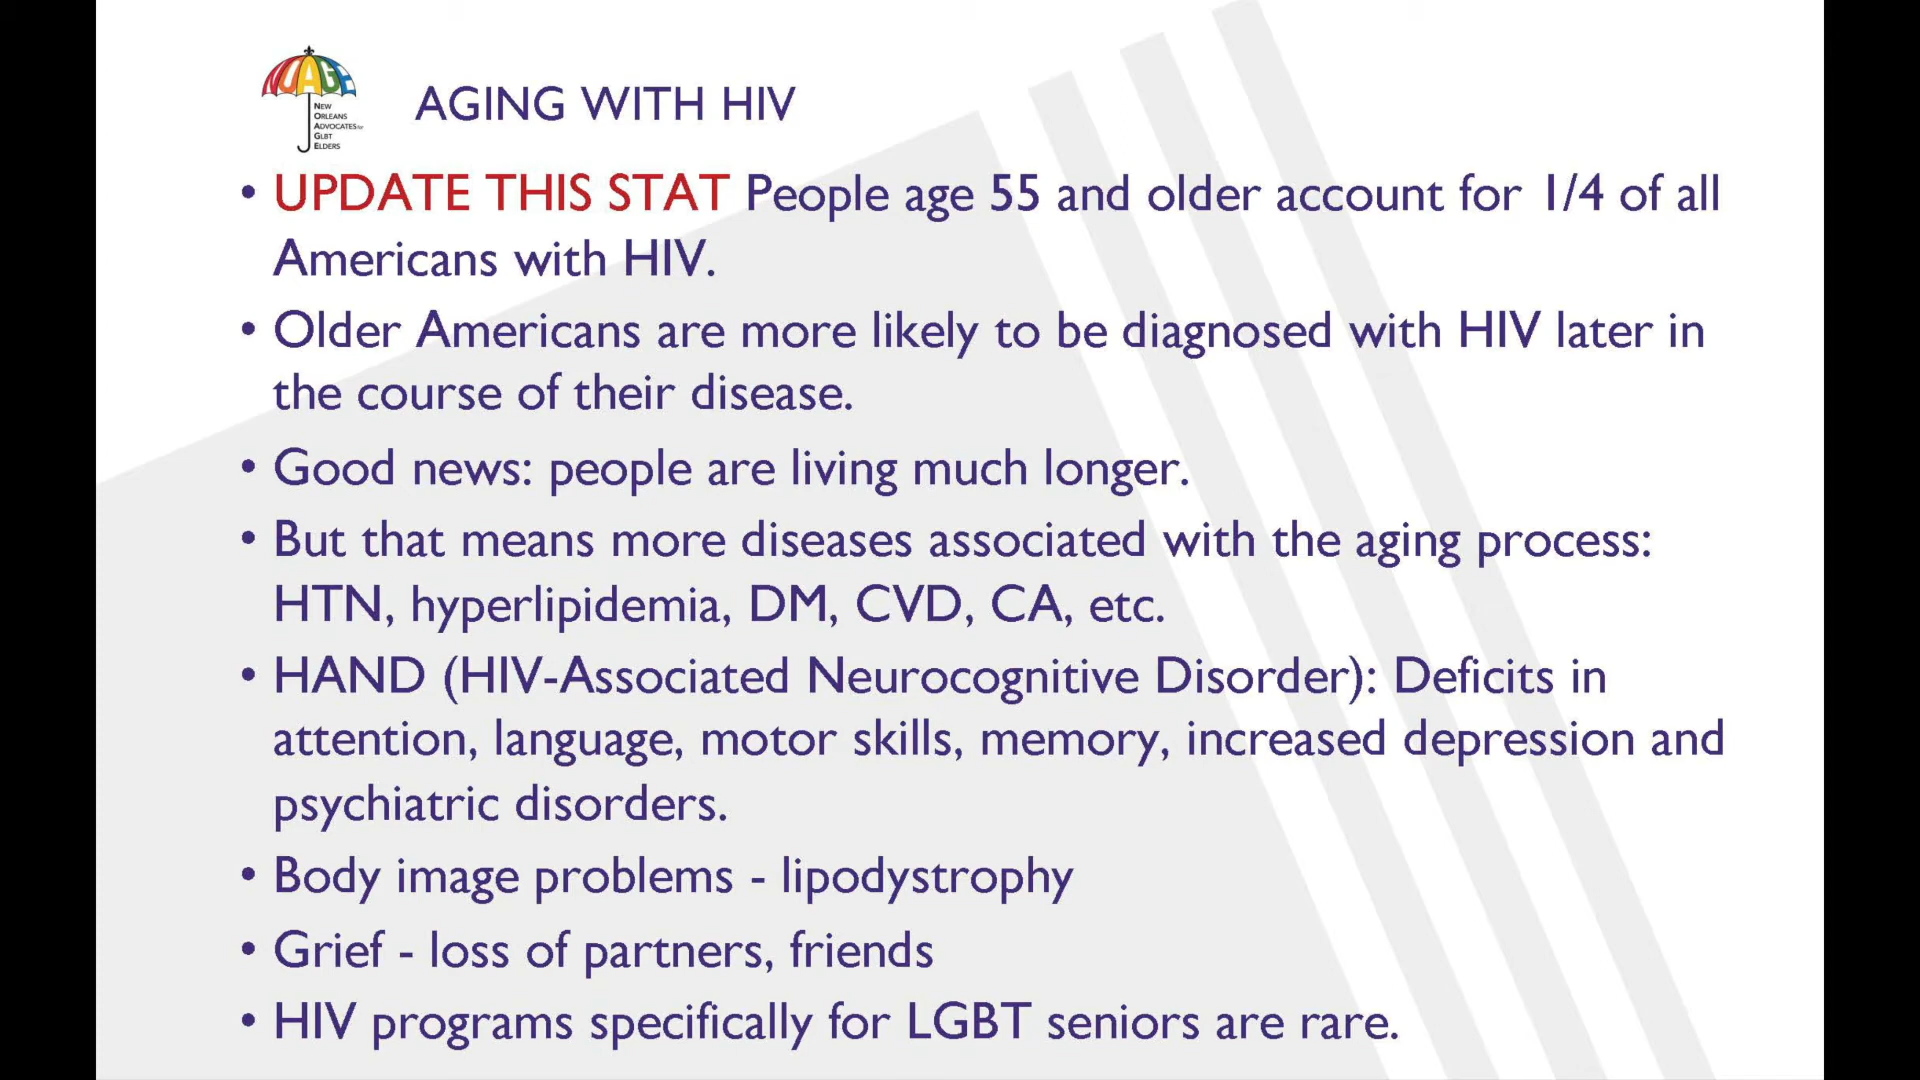 NOAGE
NEW
ORLEANS
ADVOCATES for
GLBT
ELDERS
AGING WITH HIV
• UPDATE THIS STAT People age 55 and older account for 1/4 of all
Americans with HIV.
• Older Americans are more likely to be diagnosed with HIV later in
the course of their disease.
• Good news: people are living much longer.
• But that means more diseases associated with the aging process:
HTN, hyperlipidemia, DM, CVD, CA, etc.
• HAND (HIV-Associated Neurocognitive Disorder): Deficits in
attention, language, motor skills, memory, increased depression and
psychiatric disorders.
• Body image problems - lipodystrophy
• Grief - loss of partners, friends
• HIV programs specifically for LGBT seniors are rare.